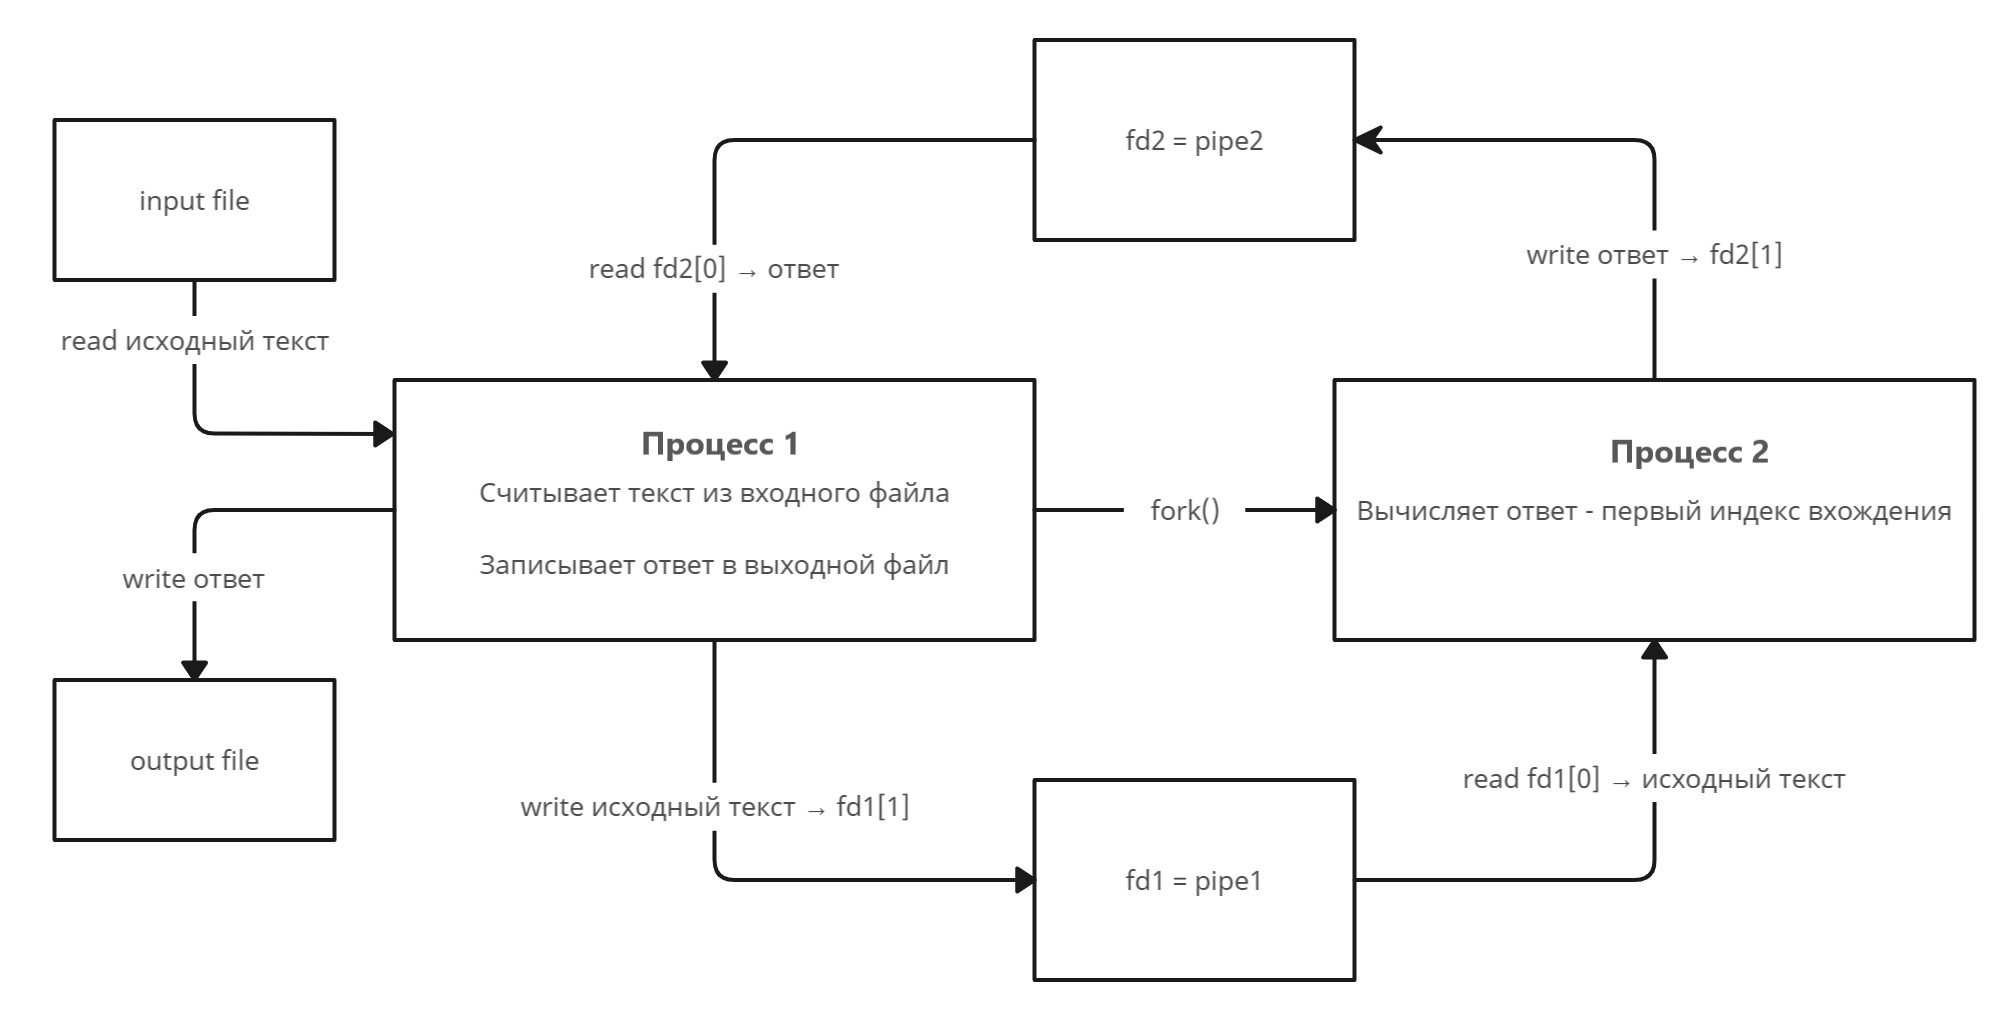 fd2 = pipe2
input file
write ответ → fd2[1]
read fd2[0] → ответ
read исходный текст
Процесс 1
Считывает текст из входного файла
Записывает ответ в выходной файл
fork()
Процесс 2
Вычисляет ответ - первый индекс вхождения
write ответ
output file
write исходный текст → fd1[1]
read fd1[0] → исходный текст
fd1 = pipe1